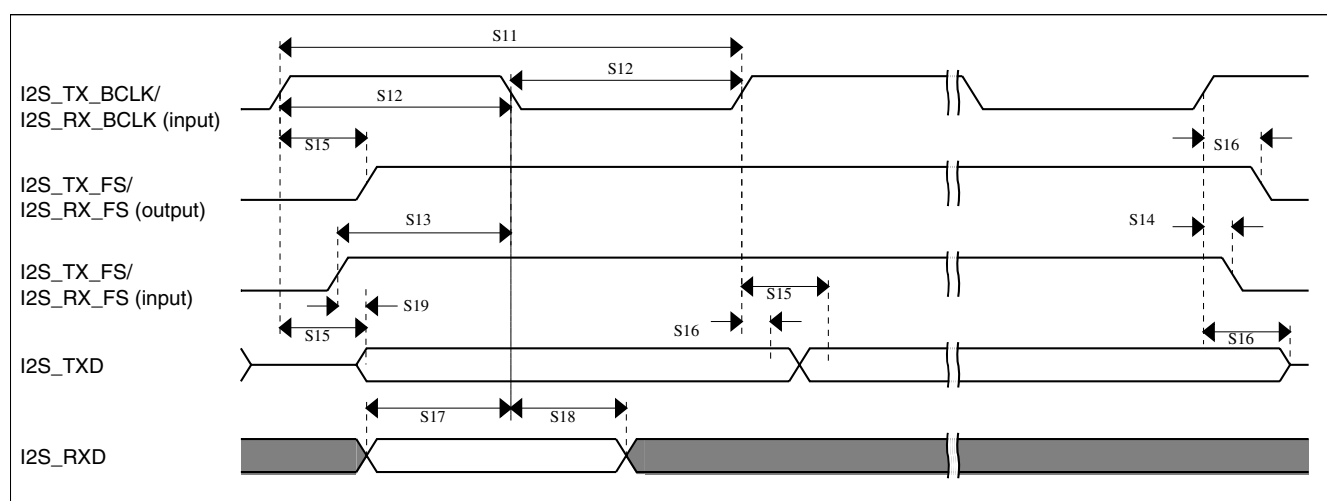 S11
S12
I2S_TX_BCLK/
I2S_RX_BCLK (input)
S12
S15
S16
I2S_TX_FS/
I2S_RX_FS (output)
S13
S14
I2S_TX_FS/
I2S_RX_FS (input)
S15
S19
S15
S16
S16
I2S_TXD
S17
S18
I2S_RXD